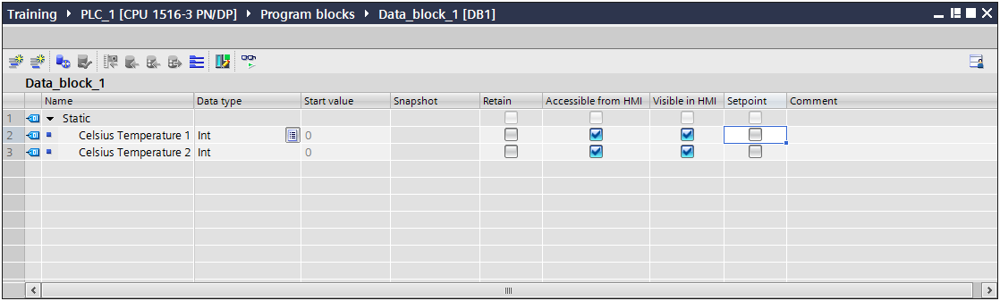 Training ▸ PLC_1 [CPU 1516-3 PN/DP] ▸ Program blocks ▸ Data_block_1 [DB1]
Data_block_1
Name Data type Start value Snapshot Retain Accessible from HMI Visible in HMI Setpoint Comment
1 Static
2 Celsius Temperature 1 Int 0
3 Celsius Temperature 2 Int 0